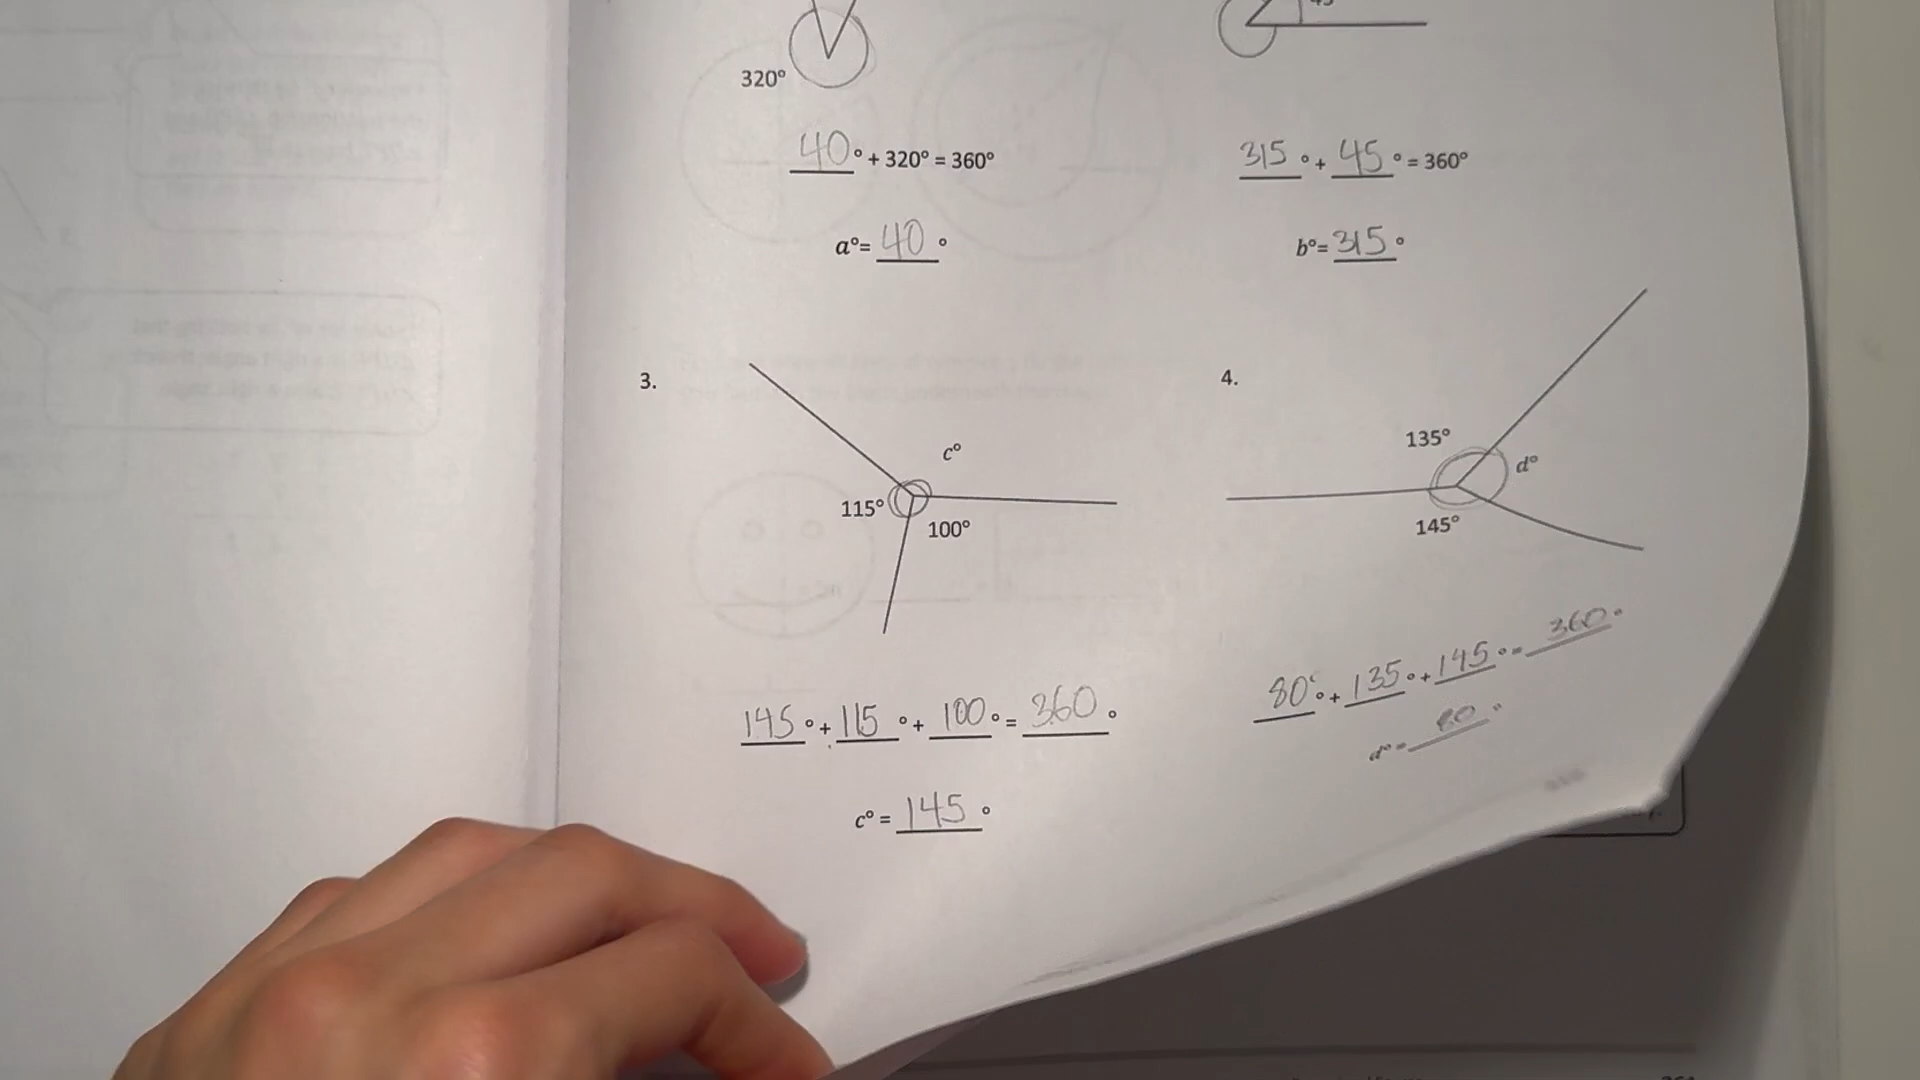 320°
45
40° + 320° = 360°
315° + 45° = 360°
a° = 40°
b° = 315°
3.
c°
115°
100°
4.
135°
d°
145°
145° + 115° + 100° = 360°
c° = 145°
80° + 135° + 145° = 360°
d° = 80°